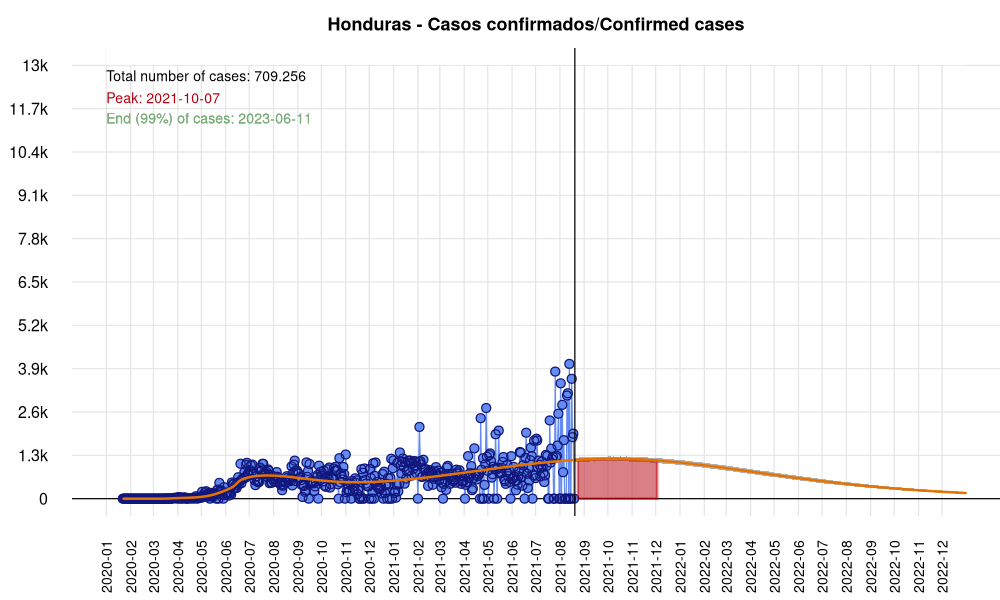 Honduras - Casos confirmados/Confirmed cases
Total number of cases: 709.256
Peak: 2021-10-07
End (99%) of cases: 2023-06-11
13k
11.7k
10.4k
9.1k
7.8k
6.5k
5.2k
3.9k
2.6k
1.3k
0
2020-01
2020-02
2020-03
2020-04
2020-05
2020-06
2020-07
2020-08
2020-09
2020-10
2020-11
2020-12
2021-01
2021-02
2021-03
2021-04
2021-05
2021-06
2021-07
2021-08
2021-09
2021-10
2021-11
2021-12
2022-01
2022-02
2022-03
2022-04
2022-05
2022-06
2022-07
2022-08
2022-09
2022-10
2022-11
2022-12